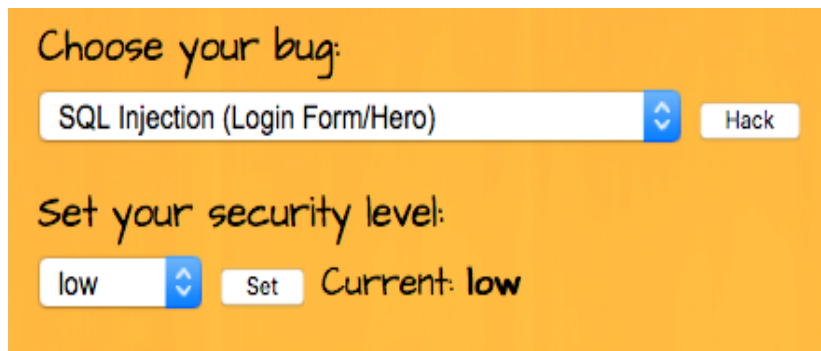 Choose your bug:
SQL Injection (Login Form/Hero) Hack
Set your security level:
low Set Current: low